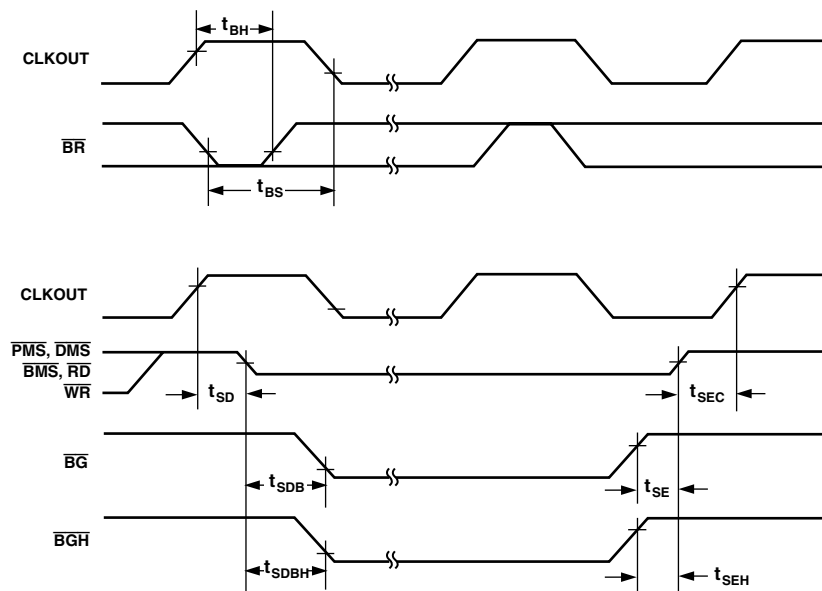 tBH
CLKOUT
BR
tBS
CLKOUT
PMS, DMS
BMS, RD
WR
tSD
tSEC
BG
tSDB
tSE
BGH
tSDBH
tSEH